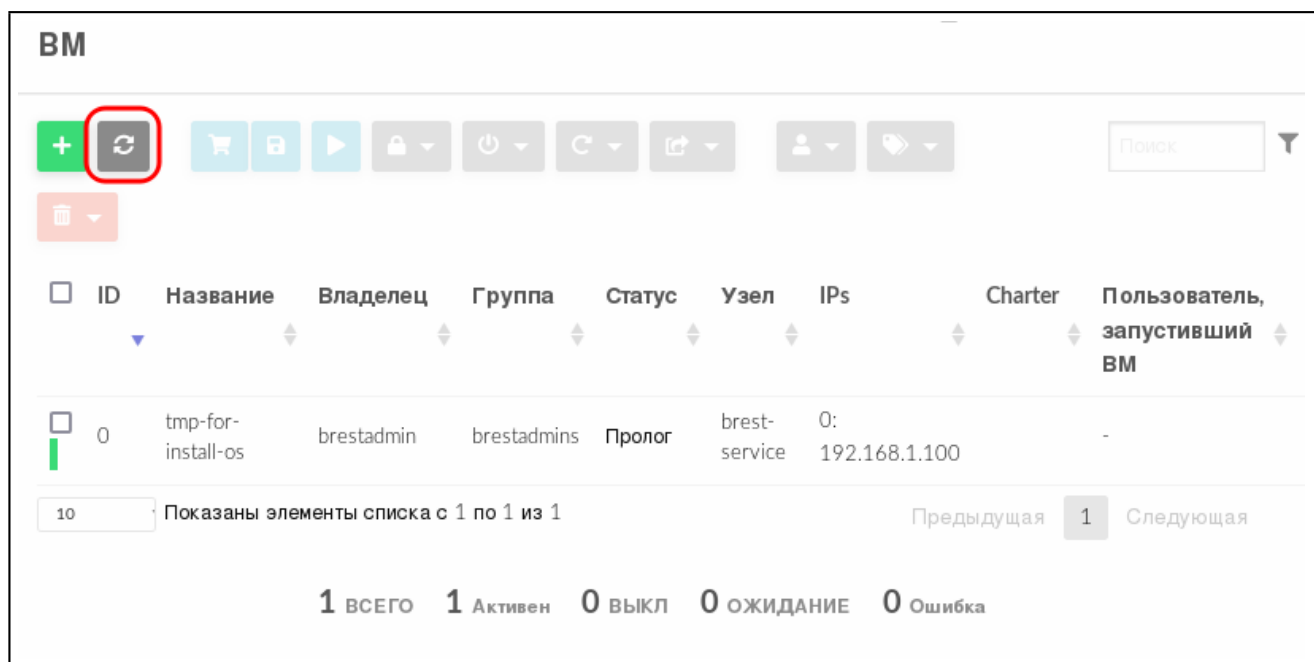 ВМ
Поиск
ID Название Владелец Группа Статус Узел IPs Charter Пользователь,
запустивший
ВМ
tmp-for- brest- 0:
0 brestadmin brestadmins Пролог -
install-os service 192.168.1.100
10 Показаны элементы списка с 1 по 1 из 1 Предыдущая 1 Следующая
1 ВСЕГО 1 Активен 0 ВЫКЛ 0 ОЖИДАНИЕ 0 Ошибка